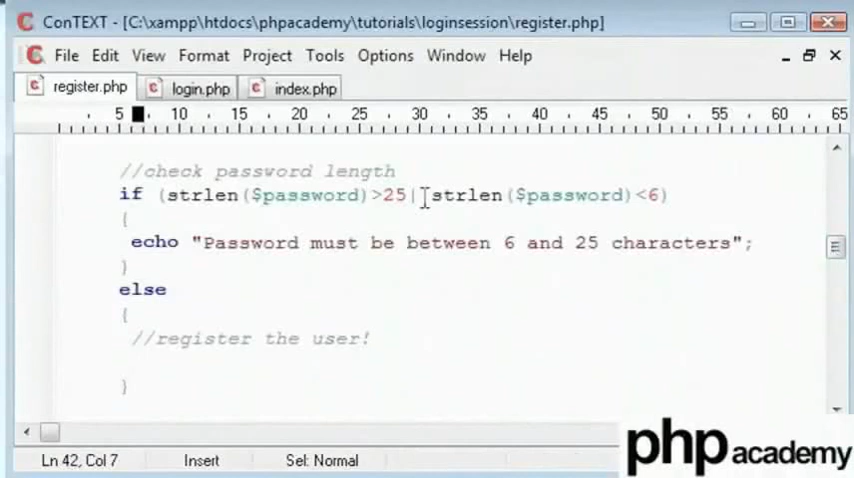 ConTEXT - [C:\xampp\htdocs\phpacademy\tutorials\loginsession\register.php]
File Edit View Format Project Tools Options Window Help
register.php login.php index.php
5 10 15 20 25 30 35 40 45 50 55 60 65
//check password length
if (strlen($password)>25||strlen($password)<6)
{
echo "Password must be between 6 and 25 characters";
}
else
{
//register the user!
}
Ln 42, Col 7 Insert Sel: Normal
php academy